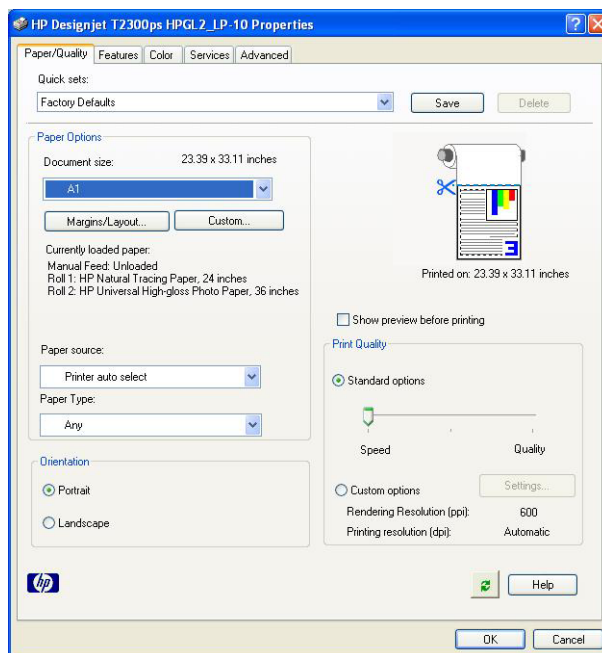 HP Designjet T2300ps HPGL2_LP-10 Properties
Paper/Quality Features Color Services Advanced
Quick sets:
Factory Defaults
Save
Delete
Paper Options
Document size: 23.39 x 33.11 inches
A1
Margins/Layout...
Custom...
Currently loaded paper:
Manual Feed: Unloaded
Roll 1: HP Natural Tracing Paper, 24 inches
Roll 2: HP Universal High-gloss Photo Paper, 36 inches
Paper source:
Printer auto select
Paper Type:
Any
Orientation
Portrait
Landscape
3
Printed on: 23.39 x 33.11 inches
Show preview before printing
Print Quality
Standard options
Speed Quality
Custom options
Settings...
Rendering Resolution (ppi): 600
Printing resolution (dpi): Automatic
hp
Help
OK
Cancel